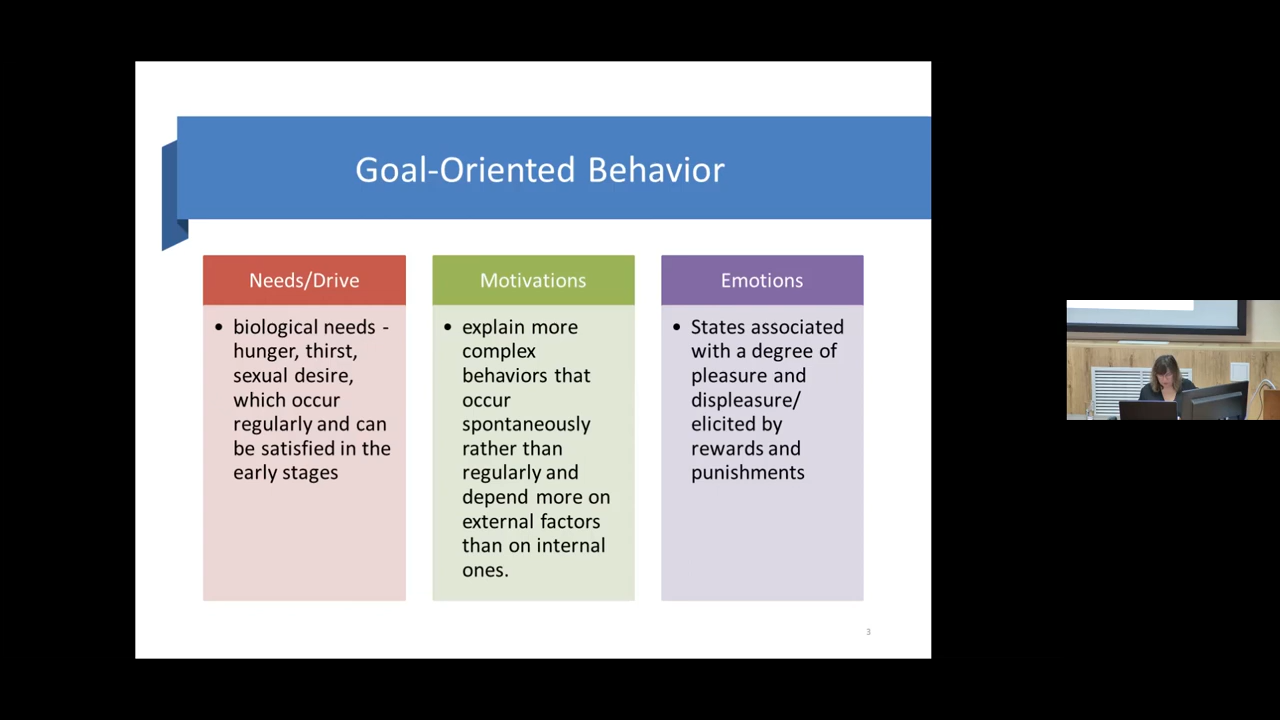 Goal-Oriented Behavior
Needs/Drive
• biological needs -
hunger, thirst,
sexual desire,
which occur
regularly and can
be satisfied in the
early stages
Motivations
• explain more
complex
behaviors that
occur
spontaneously
rather than
regularly and
depend more on
external factors
than on internal
ones.
Emotions
• States associated
with a degree of
pleasure and
displeasure/
elicited by
rewards and
punishments
3